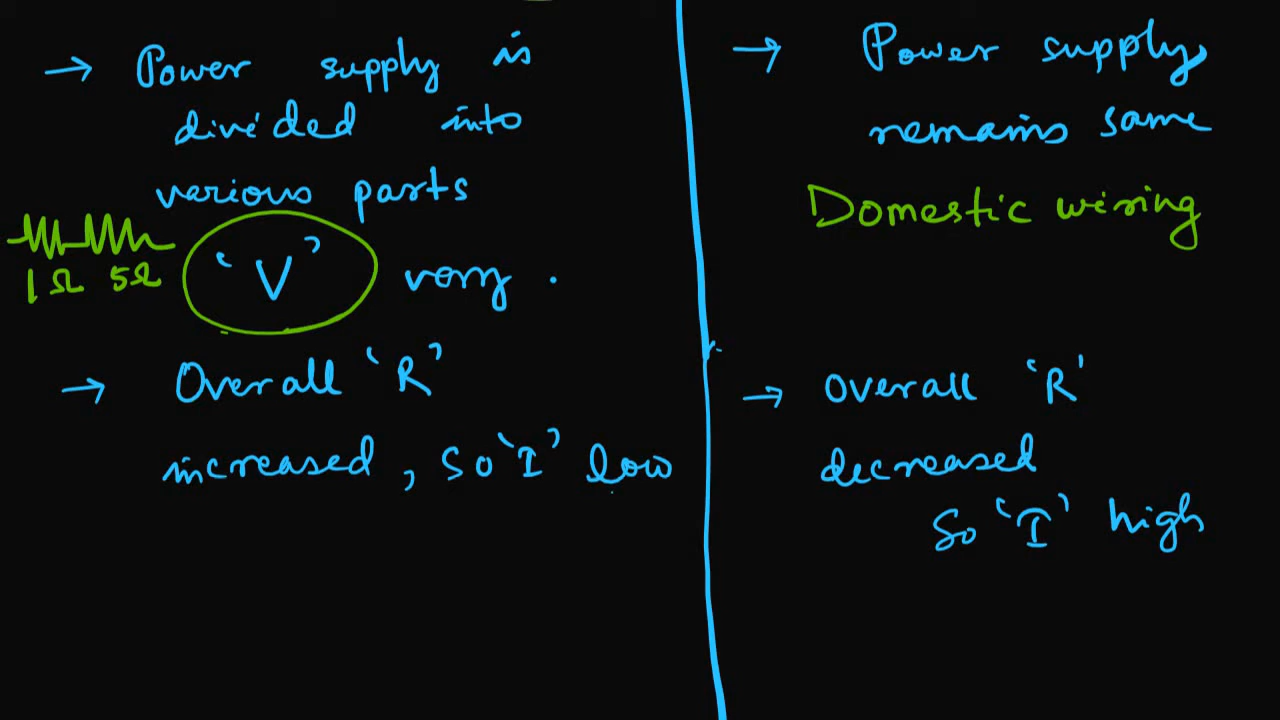 → Power supply is
divided into
various parts
1Ω 5Ω 'V' very .
→ Overall 'R'
increased, so 'I' low
→ Power supply
remains same
Domestic wiring
→ Overall 'R'
decreased
So 'I' high